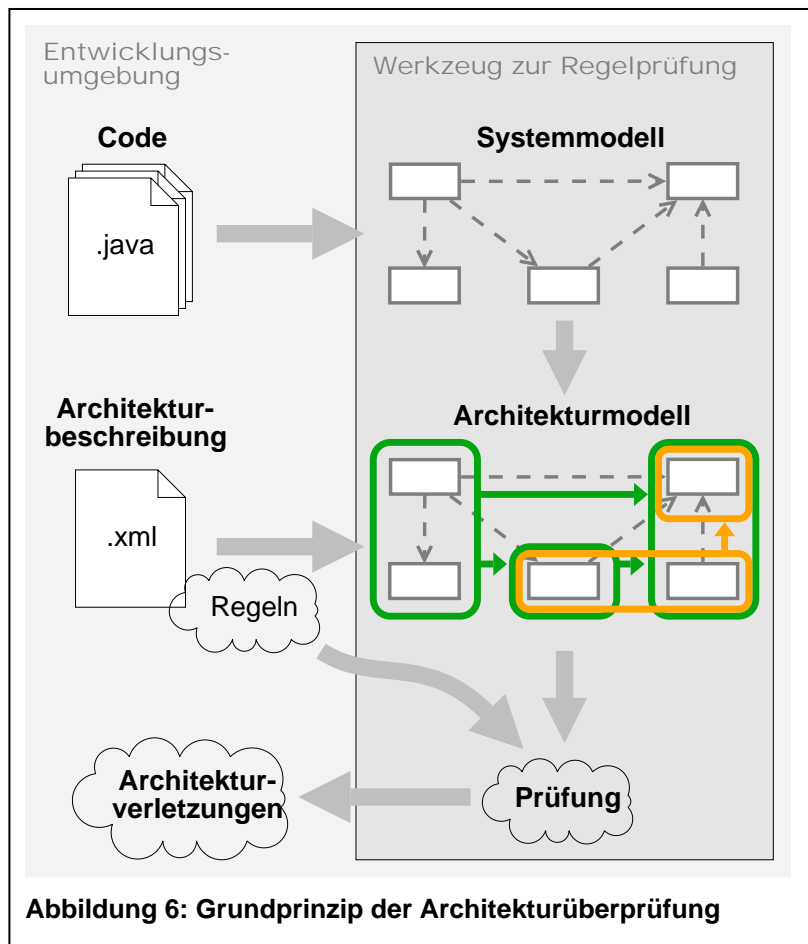 Entwicklungs-
umgebung
Werkzeug zur Regelprüfung
Code
.java
Systemmodell
Architektur-
beschreibung
.xml
Regeln
Architekturmodell
Architektur-
verletzungen
Prüfung
Abbildung 6: Grundprinzip der Architekturüberprüfung